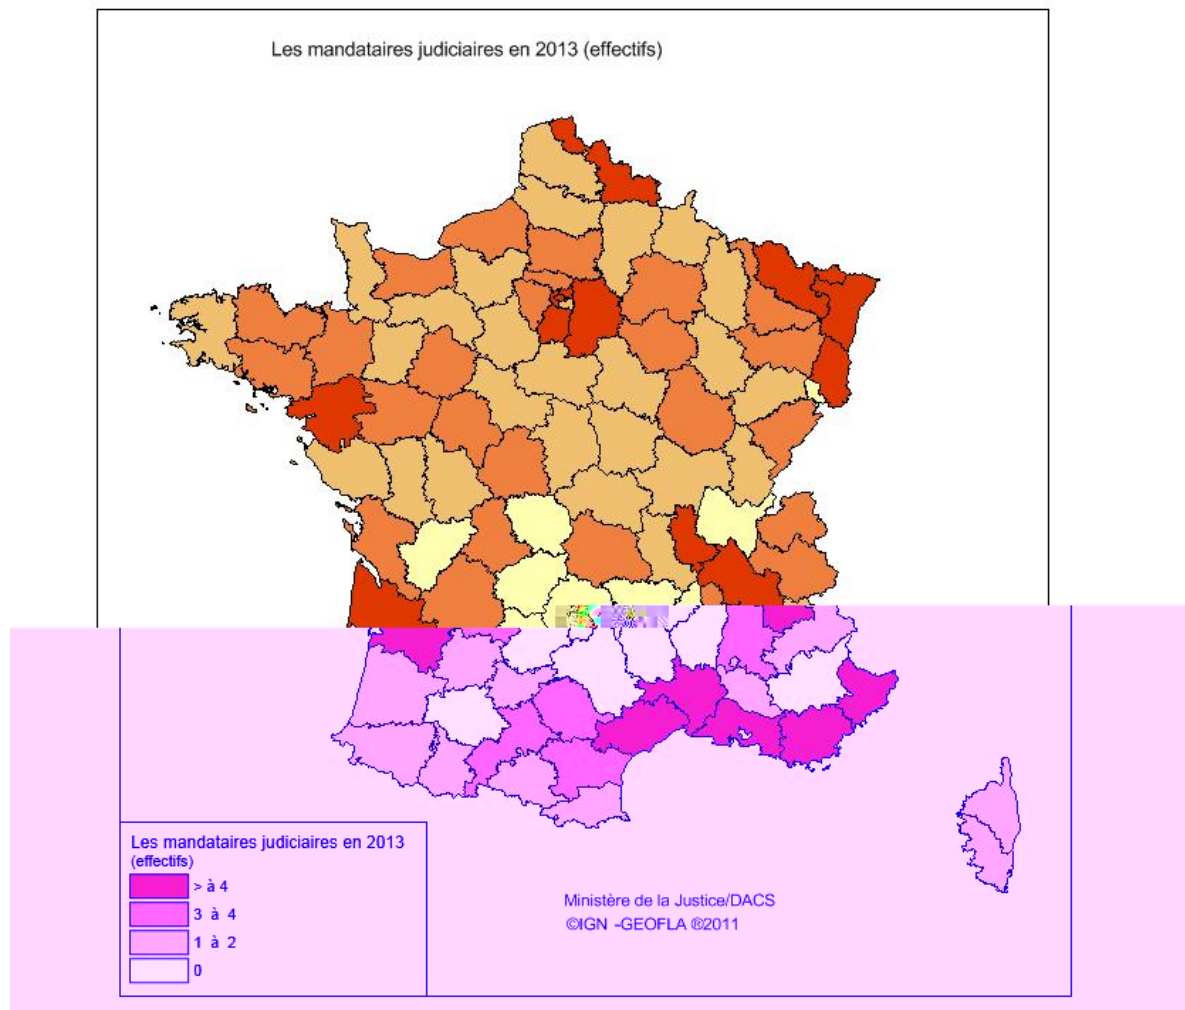 Les mandataires judiciaires en 2013 (effectifs)
Les mandataires judiciaires en 2013
(effectifs)
> à 4
3 à 4
1 à 2
0
Ministère de la Justice/DACS
©IGN -GEOFLA ®2011